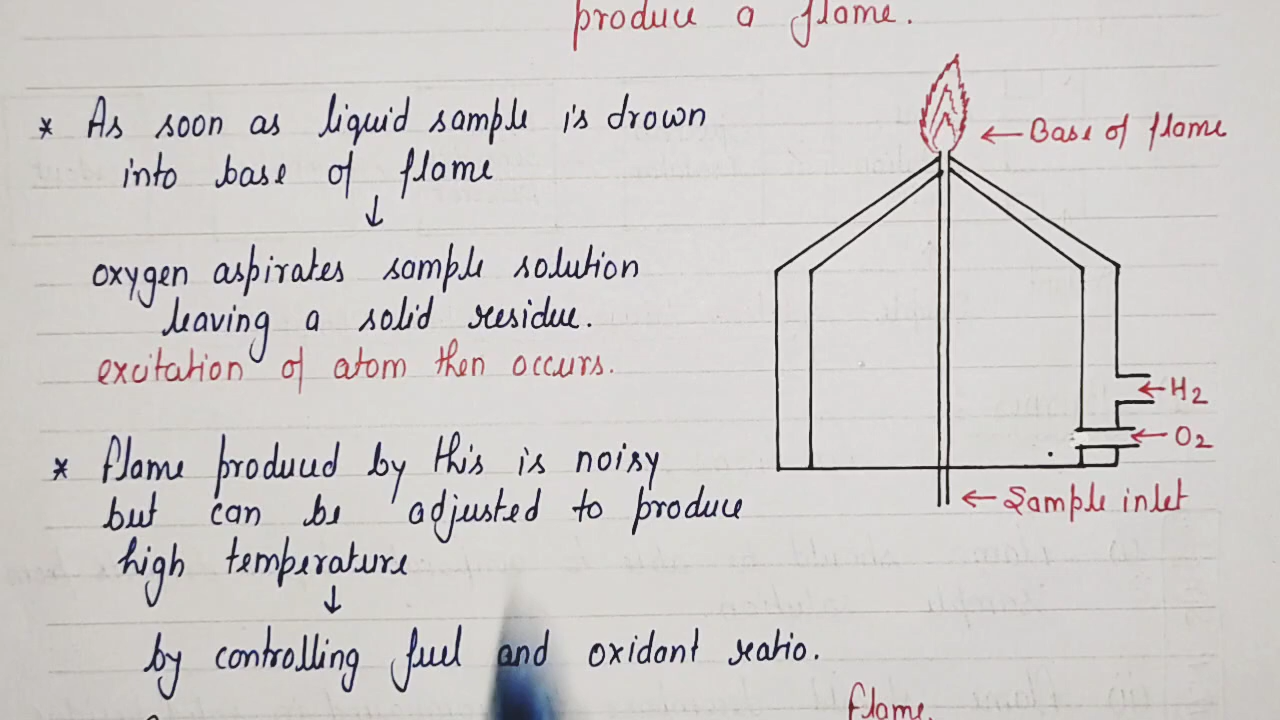 produce a flame.
* As soon as liquid sample is drawn
into base of flame
↓
oxygen aspirates sample solution
leaving a solid residue.
excitation of atom then occurs.
* flame produced by this is noisy
but can be adjusted to produce
high temperature
↓
by controlling fuel and oxidant ratio.
flame.
← Base of flame
← H2
← O2
← Sample inlet